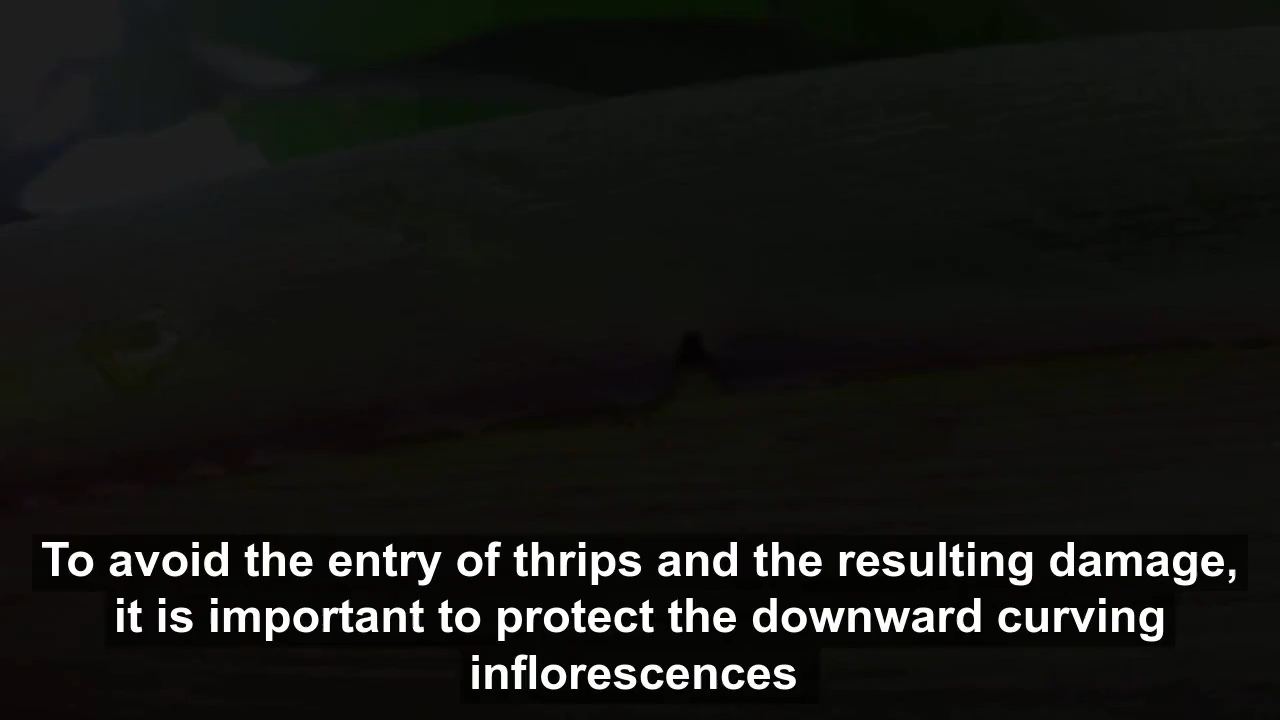 To avoid the entry of thrips and the resulting damage,
it is important to protect the downward curving
inflorescences